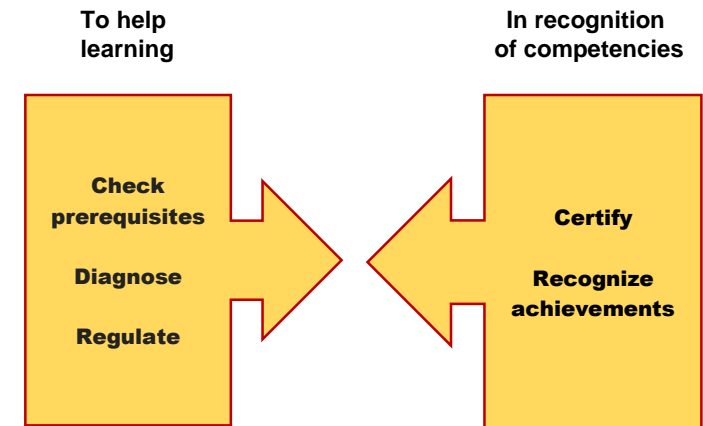 To help
learning
Check
prerequisites
Diagnose
Regulate
In recognition
of competencies
Certify
Recognize
achievements